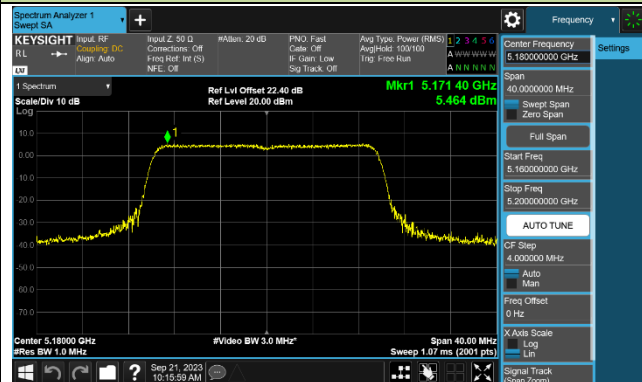 Spectrum Analyzer 1
Swept SA
Frequency
KEYSIGHT
RL
Input: RF
Coupling: DC
Align: Auto
Input Z: 50 Ω
Corrections: Off
Freq Ref: Int (S)
NFE: Off
#Atten: 20 dB
PNO: Fast
Gate: Off
IF Gain: Low
Sig Track: Off
Avg Type: Power (RMS)
Avg|Hold: 100/100
Trig: Free Run
1 2 3 4 5 6
A W W W W W
A N N N N N
1 Spectrum
Scale/Div 10 dB
Log
Ref Lvl Offset 22.40 dB
Ref Level 20.00 dBm
Mkr1 5.171 40 GHz
5.464 dBm
1
10.0
0.00
-10.0
-20.0
-30.0
-40.0
-50.0
-60.0
-70.0
Center 5.18000 GHz
#Res BW 1.0 MHz
#Video BW 3.0 MHz*
Span 40.00 MHz
Sweep 1.07 ms (2001 pts)
Center Frequency
5.180000000 GHz
Span
40.0000000 MHz
Swept Span
Zero Span
Full Span
Start Freq
5.160000000 GHz
Stop Freq
5.200000000 GHz
AUTO TUNE
CF Step
4.000000 MHz
Auto
Man
Freq Offset
0 Hz
X Axis Scale
Log
Lin
Signal Track
(Span Zoom)
Settings
?
Sep 21, 2023
10:15:59 AM